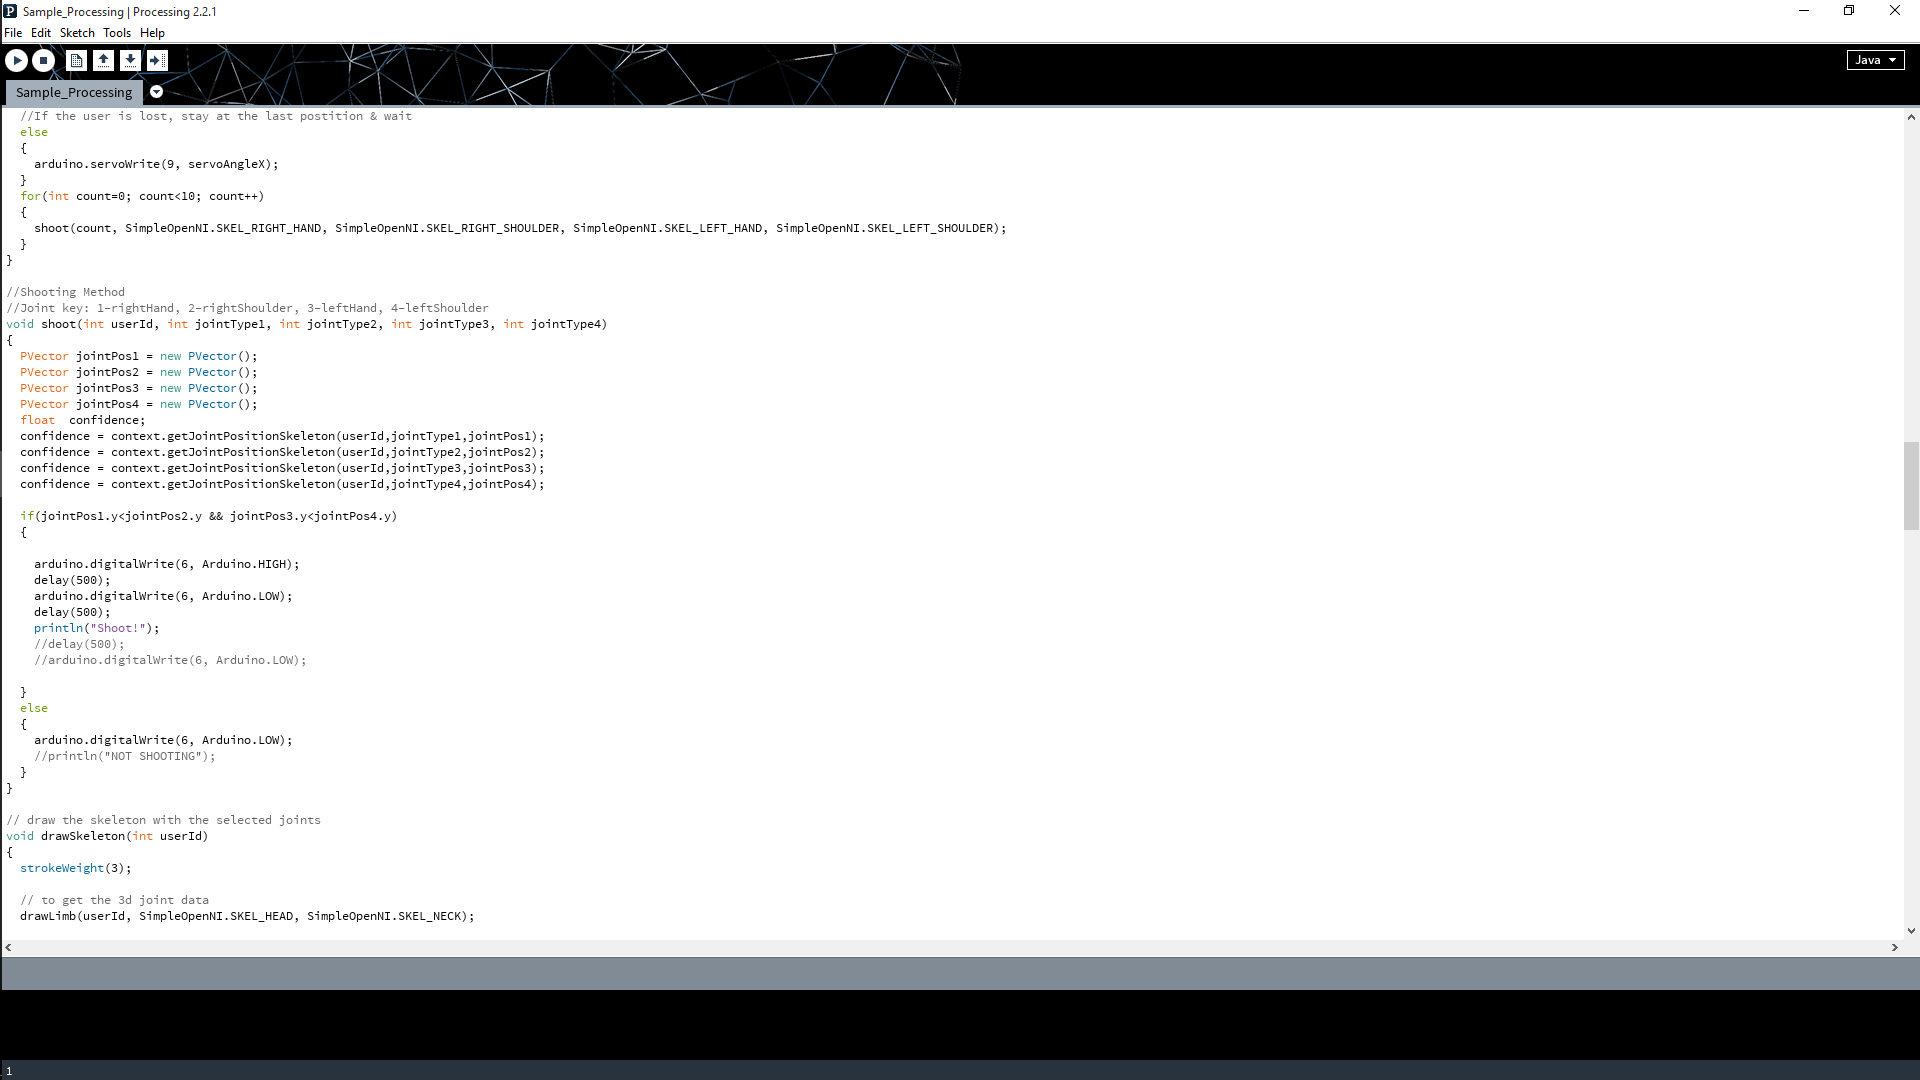 Sample_Processing | Processing 2.2.1
File Edit Sketch Tools Help
Java
Sample_Processing
//If the user is lost, stay at the last postition & wait
else
{
arduino.servoWrite(9, servoAngleX);
}
for(int count=0; count<10; count++)
{
shoot(count, SimpleOpenNI.SKEL_RIGHT_HAND, SimpleOpenNI.SKEL_RIGHT_SHOULDER, SimpleOpenNI.SKEL_LEFT_HAND, SimpleOpenNI.SKEL_LEFT_SHOULDER);
}
}
//Shooting Method
//Joint key: 1-rightHand, 2-rightShoulder, 3-leftHand, 4-leftShoulder
void shoot(int userId, int jointType1, int jointType2, int jointType3, int jointType4)
{
PVector jointPos1 = new PVector();
PVector jointPos2 = new PVector();
PVector jointPos3 = new PVector();
PVector jointPos4 = new PVector();
float  confidence;
confidence = context.getJointPositionSkeleton(userId,jointType1,jointPos1);
confidence = context.getJointPositionSkeleton(userId,jointType2,jointPos2);
confidence = context.getJointPositionSkeleton(userId,jointType3,jointPos3);
confidence = context.getJointPositionSkeleton(userId,jointType4,jointPos4);
if(jointPos1.y<jointPos2.y && jointPos3.y<jointPos4.y)
{
arduino.digitalWrite(6, Arduino.HIGH);
delay(500);
arduino.digitalWrite(6, Arduino.LOW);
delay(500);
println("Shoot!");
//delay(500);
//arduino.digitalWrite(6, Arduino.LOW);
}
else
{
arduino.digitalWrite(6, Arduino.LOW);
//println("NOT SHOOTING");
}
}
// draw the skeleton with the selected joints
void drawSkeleton(int userId)
{
strokeWeight(3);
// to get the 3d joint data
drawLimb(userId, SimpleOpenNI.SKEL_HEAD, SimpleOpenNI.SKEL_NECK);
1